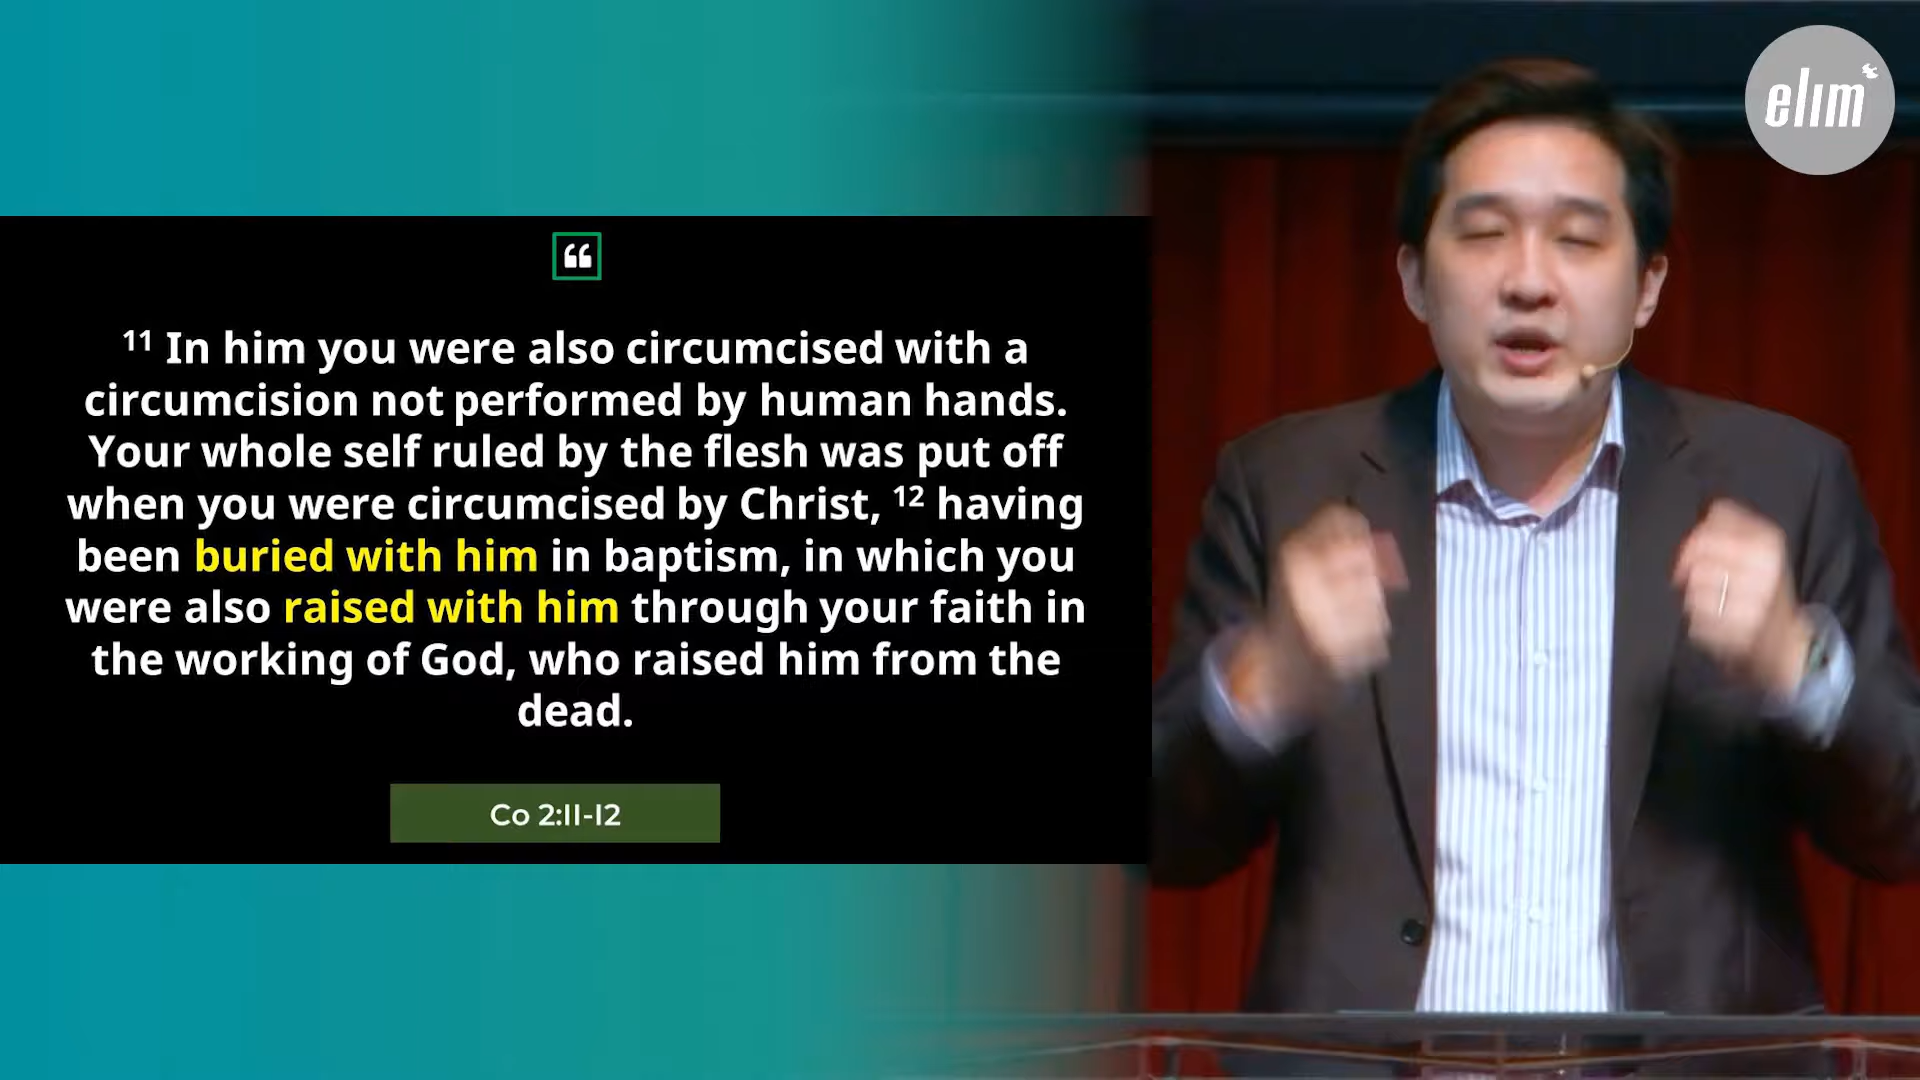 elim
“
¹¹ In him you were also circumcised with a
circumcision not performed by human hands.
Your whole self ruled by the flesh was put off
when you were circumcised by Christ, ¹² having
been buried with him in baptism, in which you
were also raised with him through your faith in
the working of God, who raised him from the
dead.
Co 2:11-12